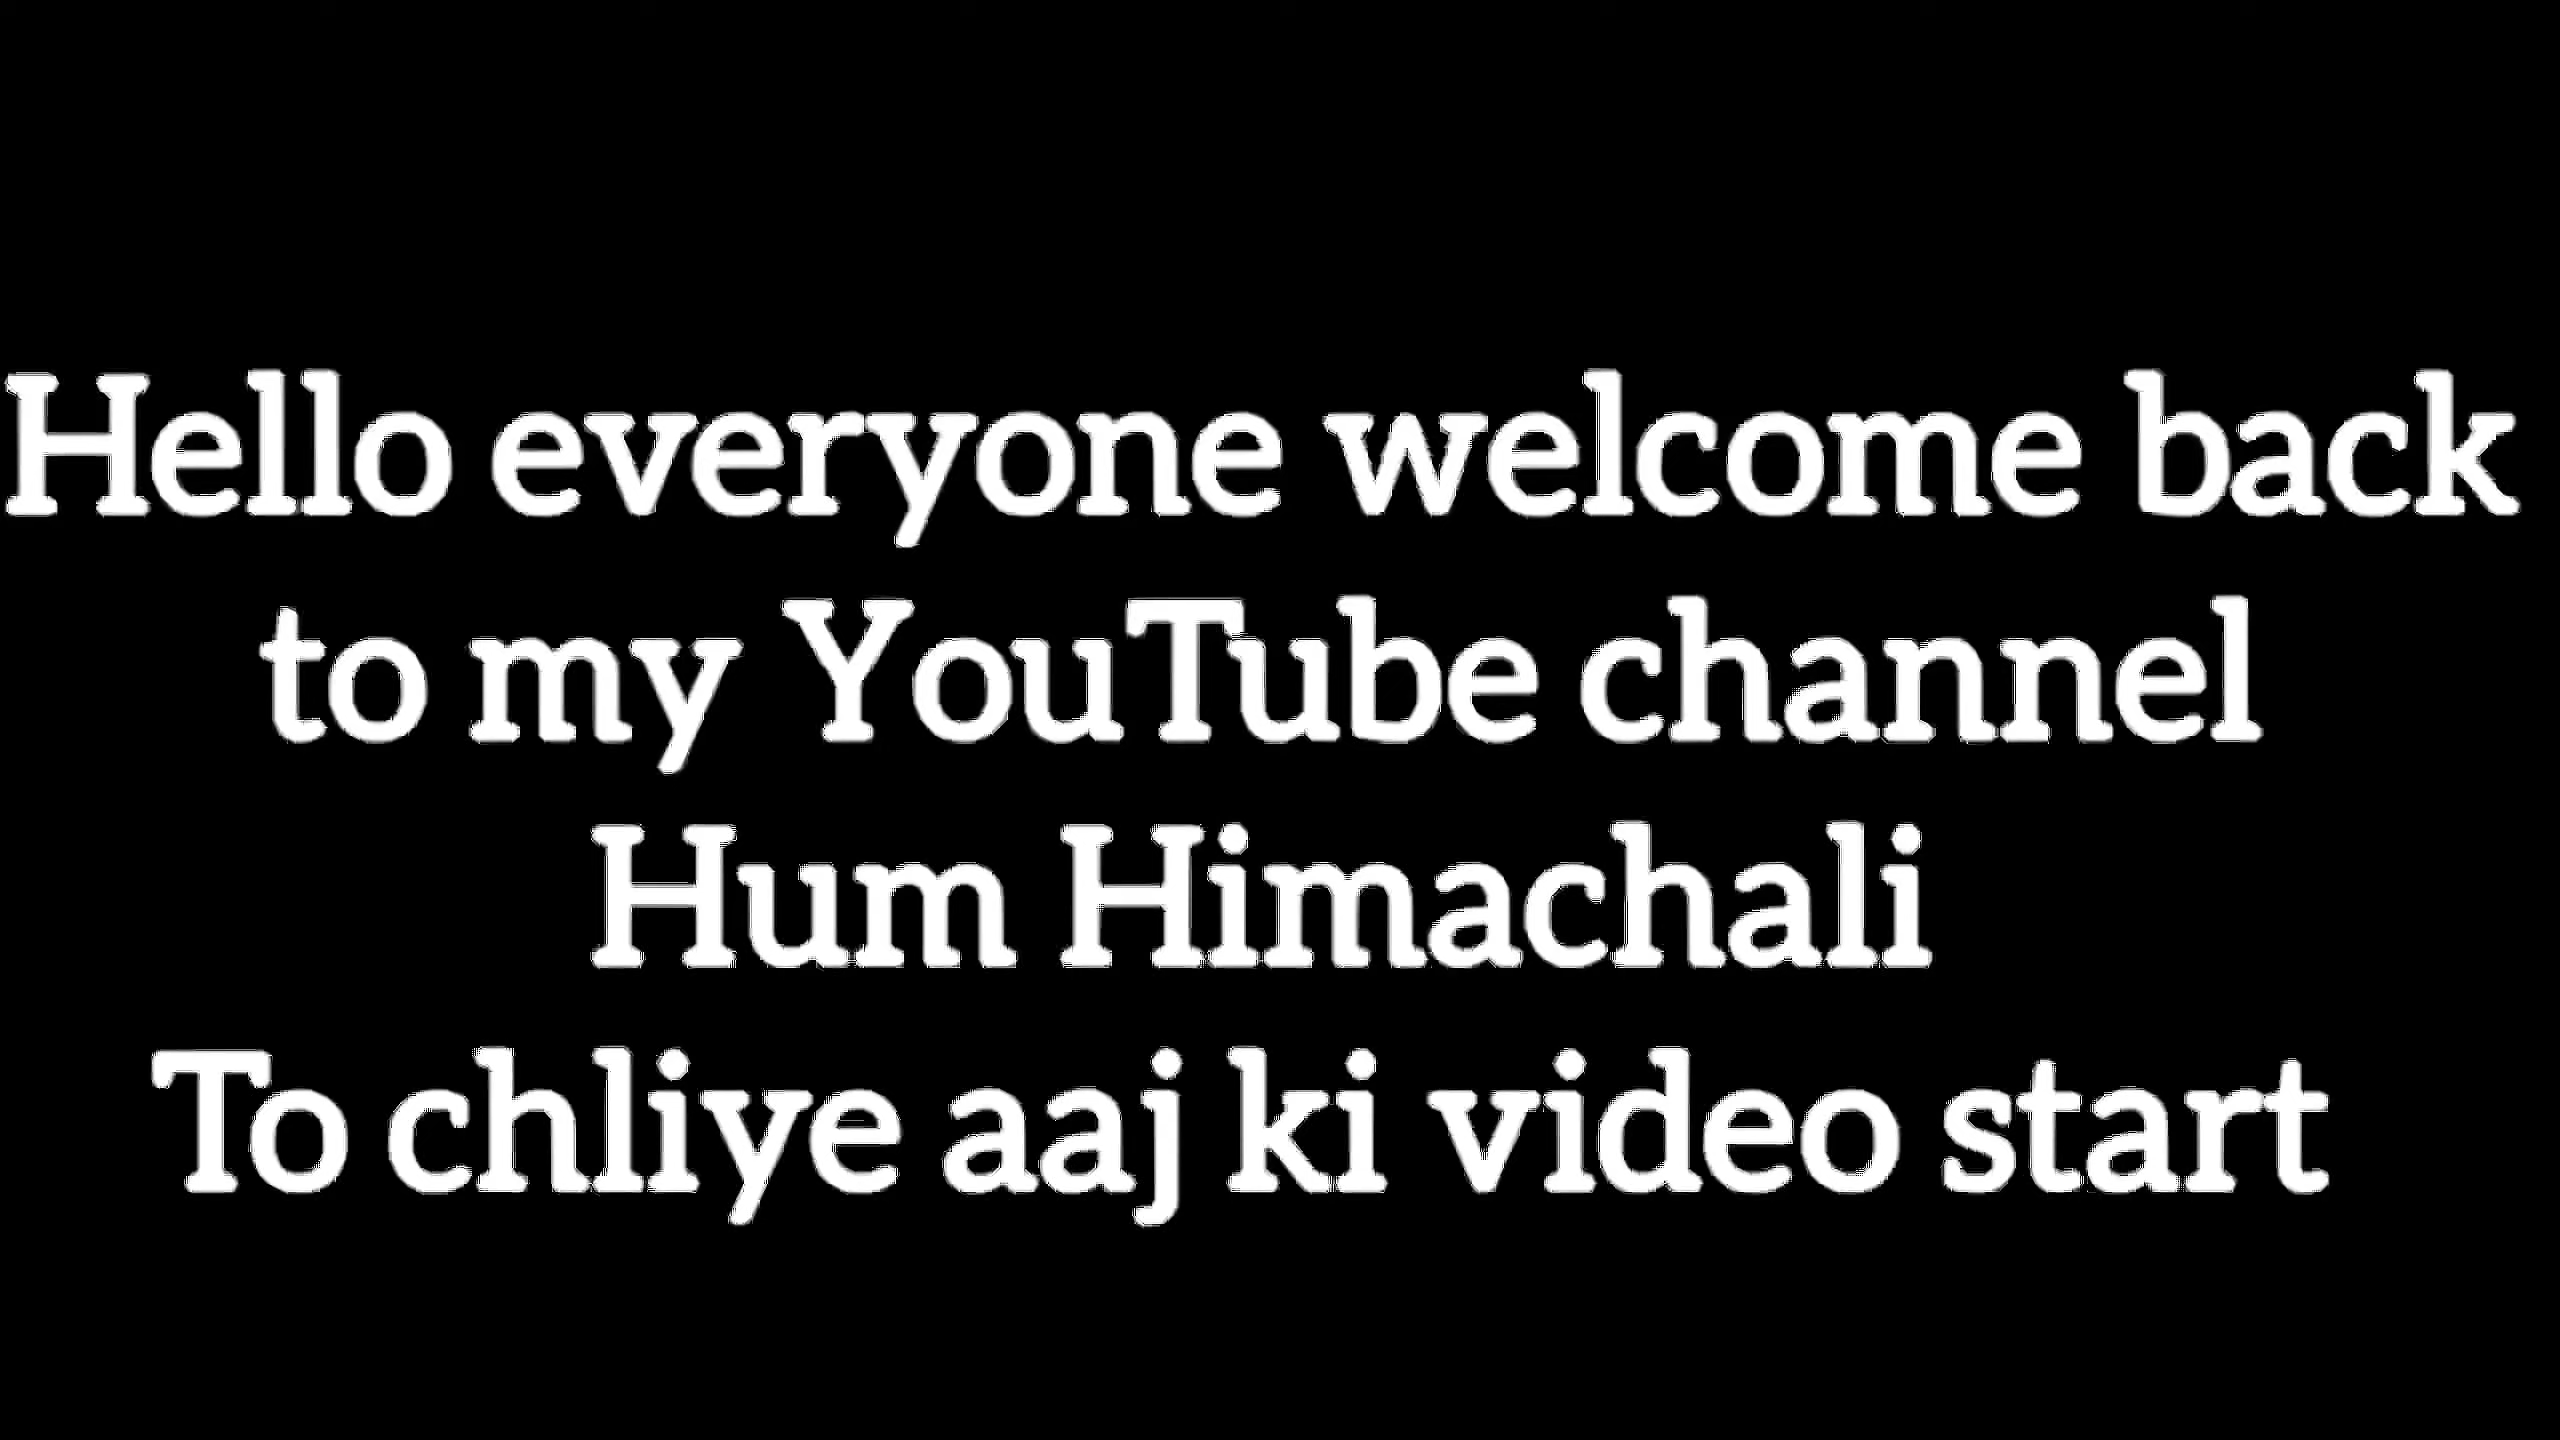 Hello everyone welcome back
to my YouTube channel
Hum Himachali
To chliye aaj ki video start